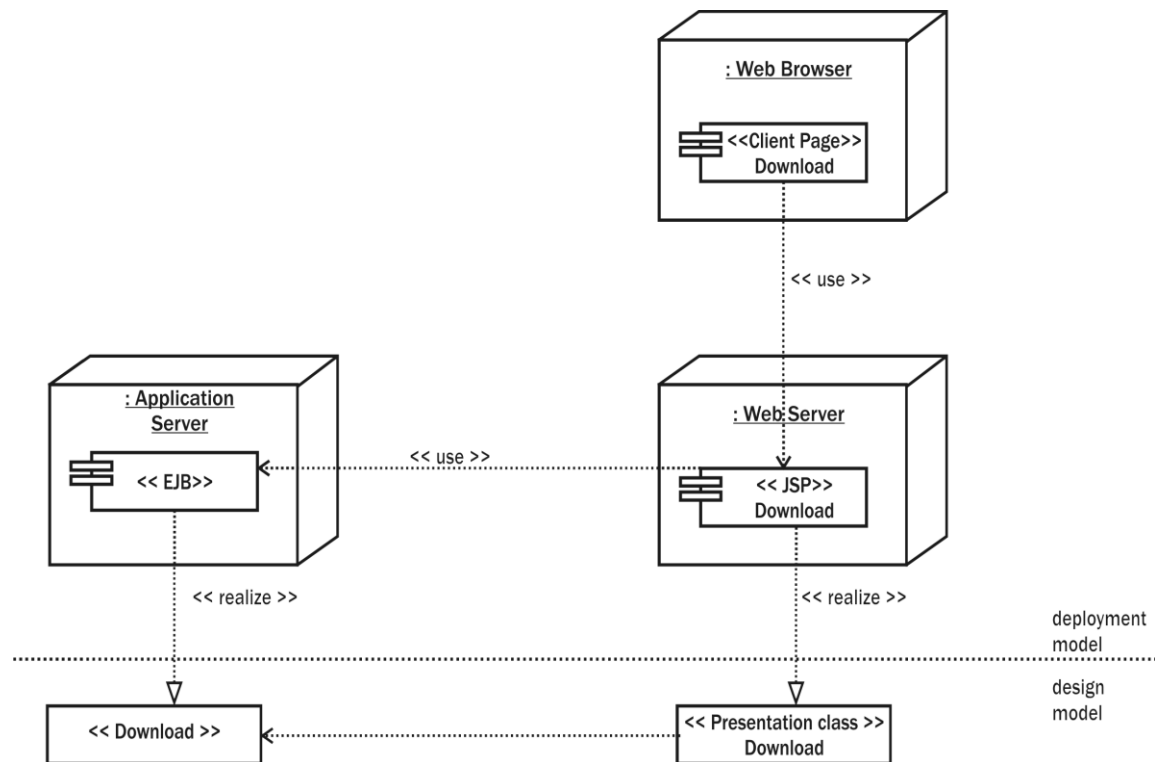 : Web Browser
<<Client Page>>
Download
<< use >>
: Application
Server
<< EJB>>
<< use >>
: Web Server
<< JSP>>
Download
<< realize >>
<< realize >>
deployment
model
design
model
<< Download >>
<< Presentation class >>
Download